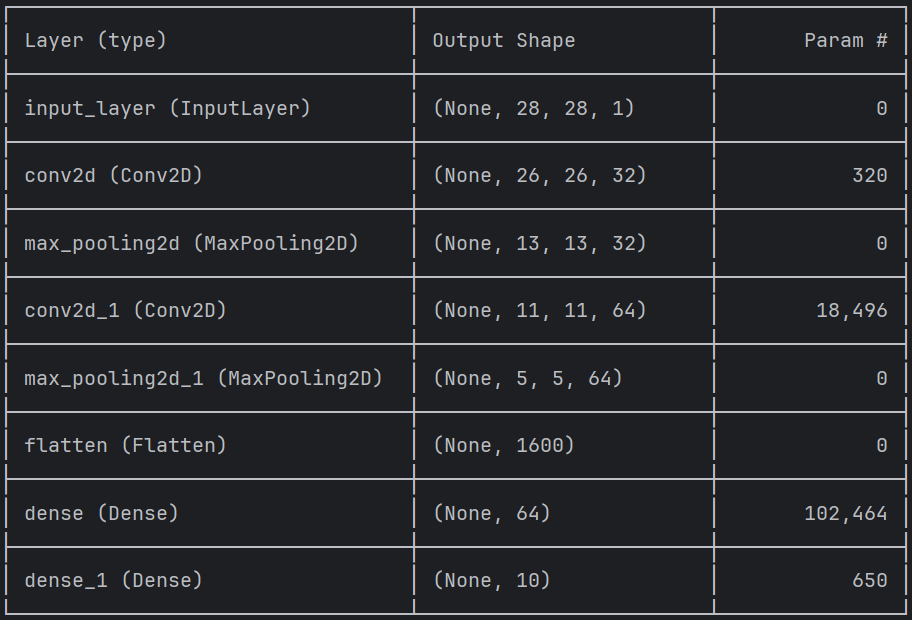 Layer (type) Output Shape Param #
input_layer (InputLayer) (None, 28, 28, 1) 0
conv2d (Conv2D) (None, 26, 26, 32) 320
max_pooling2d (MaxPooling2D) (None, 13, 13, 32) 0
conv2d_1 (Conv2D) (None, 11, 11, 64) 18,496
max_pooling2d_1 (MaxPooling2D) (None, 5, 5, 64) 0
flatten (Flatten) (None, 1600) 0
dense (Dense) (None, 64) 102,464
dense_1 (Dense) (None, 10) 650